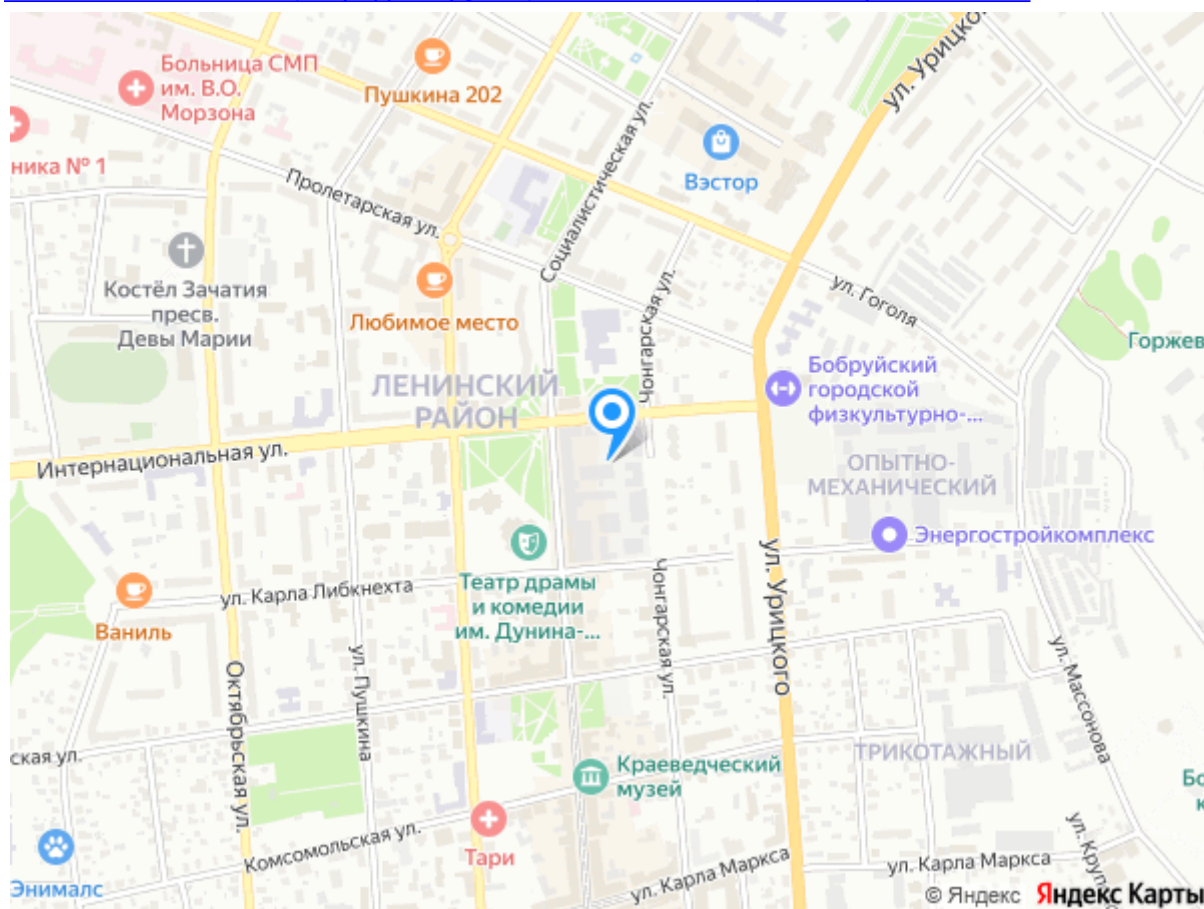 ул. Урицко
Больница СМП
им. В.О.
Морзона
Пушкина 202
ника № 1
Вэстор
Пролетарская ул.
Социалистическая ул.
Чонгарская ул.
Костёл Зачатия
пресв.
Девы Марии
ул. Гоголя
Любимое место
Горжев
ЛЕНИНСКИЙ
РАЙОН
Бобруйский
городской
физкультурно-...
Интернациональная ул.
ОПЫТНО-
МЕХАНИЧЕСКИЙ
Энергостройкомплекс
Театр драмы
и комедии
им. Дунина-...
ул. Карла Либкнехта
Ваниль
ул. Урицкого
Чонгарская ул.
ул. Пушкина
Октябрьская ул.
ул. Массонова
ская ул.
ТРИКОТАЖНЫЙ
Краеведческий
музей
Бо
к
Тари
Комсомольская ул.
Энималс
ул. Карла Маркса
ул. Карла Маркса
ул. Круп
© Яндекс Яндекс Карты